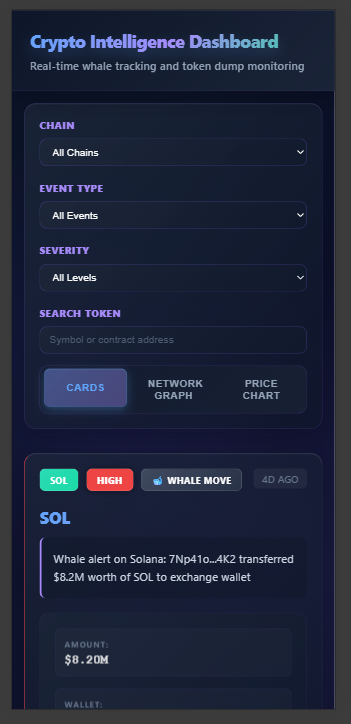 Crypto Intelligence Dashboard
Real-time whale tracking and token dump monitoring
CHAIN
All Chains
EVENT TYPE
All Events
SEVERITY
All Levels
SEARCH TOKEN
Symbol or contract address
CARDS
NETWORK GRAPH
PRICE CHART
SOL
HIGH
🐋 WHALE MOVE
4D AGO
SOL
Whale alert on Solana: 7Np41o...4K2 transferred
$8.2M worth of SOL to exchange wallet
AMOUNT:
$8.20M
WALLET: